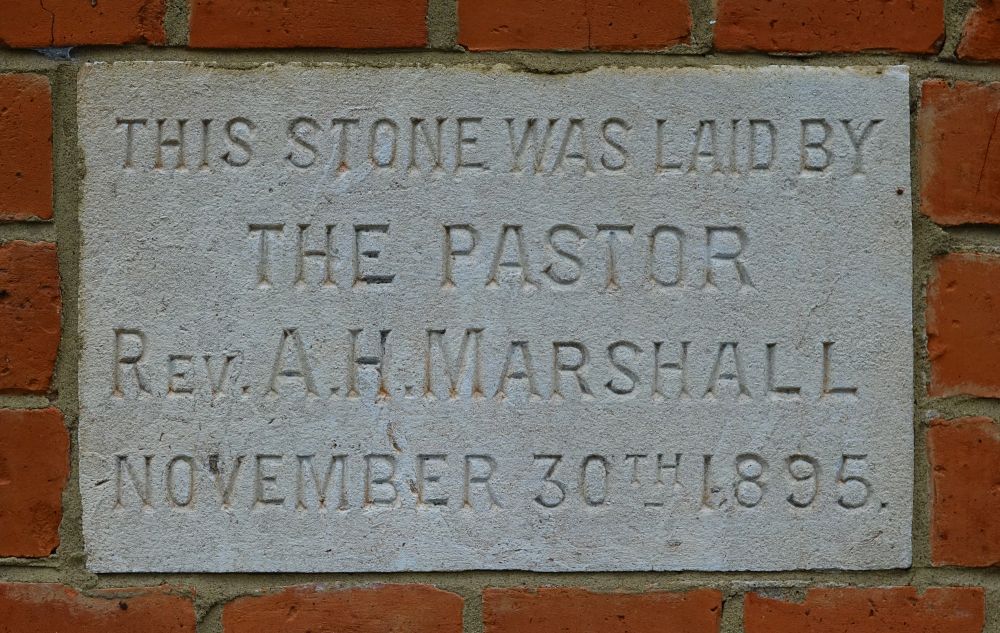 THIS STONE WAS LAID BY
THE PASTOR
REV. A. H. MARSHALL
NOVEMBER 30TH 1895.